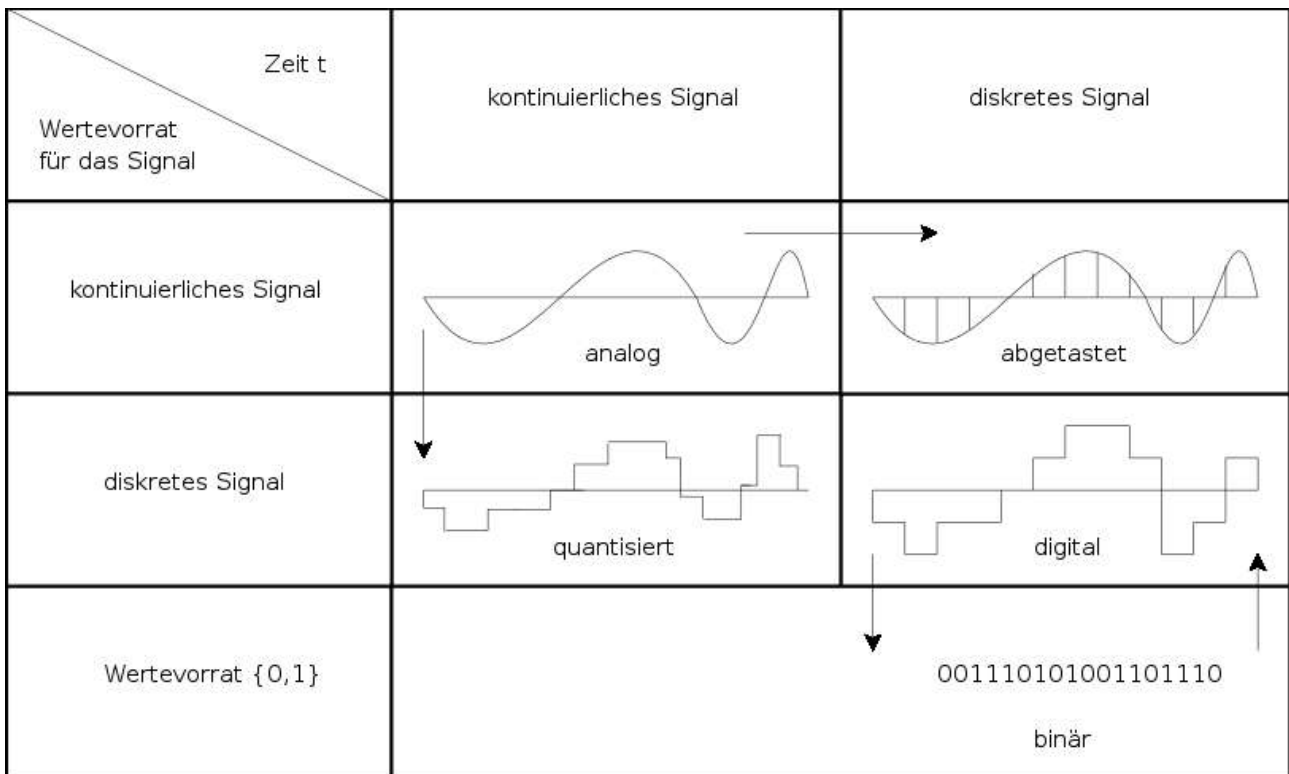 Zeit t
Wertevorrat
für das Signal
kontinuierliches Signal
diskretes Signal
kontinuierliches Signal
analog
abgetastet
diskretes Signal
quantisiert
digital
Wertevorrat {0,1}
001110101001101110
binär